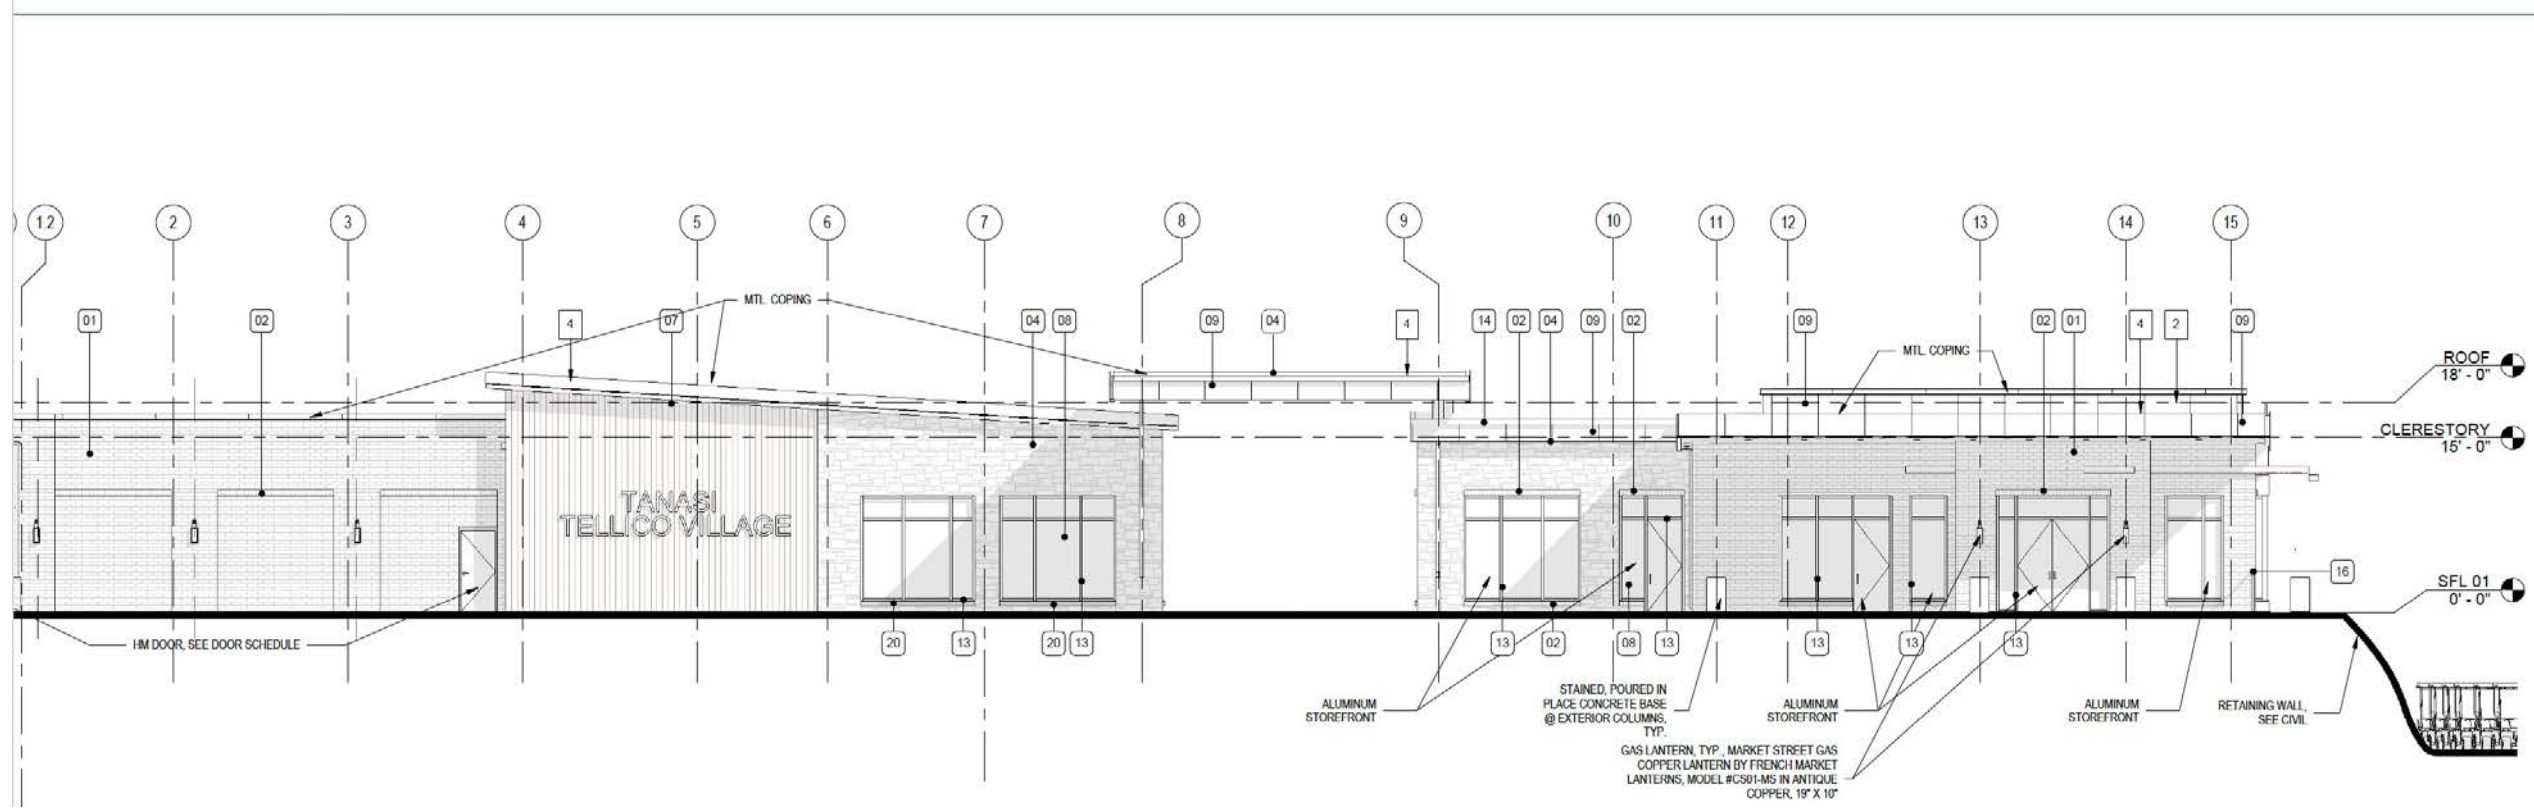 1.2
2
3
4
5
6
7
8
9
10
11
12
13
14
15
MTL. COPING
01
02
4
07
04
08
09
04
4
14
02
04
09
02
09
02
01
4
2
09
MTL. COPING
ROOF
18' - 0"
CLERESTORY
15' - 0"
TANASI
TELLICO VILLAGE
16
SFL 01
0' - 0"
HM DOOR, SEE DOOR SCHEDULE
20
13
20
13
13
02
08
13
13
13
13
ALUMINUM
STOREFRONT
STAINED, POURED IN
PLACE CONCRETE BASE
@ EXTERIOR COLUMNS,
TYP.
ALUMINUM
STOREFRONT
ALUMINUM
STOREFRONT
RETAINING WALL,
SEE CIVIL
GAS LANTERN, TYP., MARKET STREET GAS
COPPER LANTERN BY FRENCH MARKET
LANTERNS, MODEL #CS01-MS IN ANTIQUE
COPPER, 19" X 10"